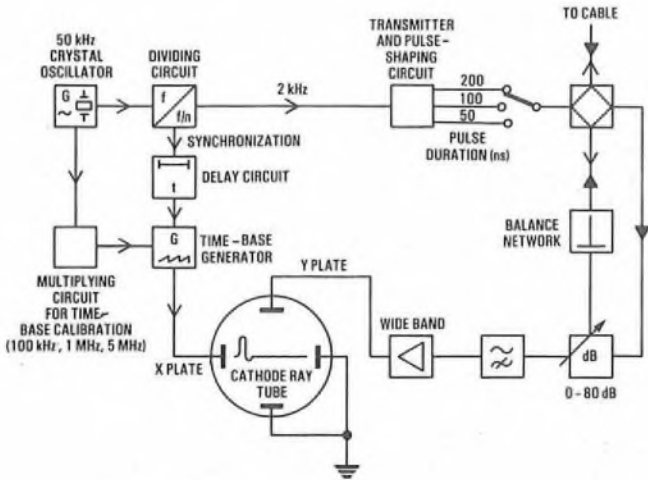 TO CABLE
50 kHz
CRYSTAL
OSCILLATOR
G
~
DIVIDING
CIRCUIT
f
f/n
2 kHz
TRANSMITTER
AND PULSE-
SHAPING
CIRCUIT
200
100
50
PULSE
DURATION (ns)
SYNCHRONIZATION
t
DELAY CIRCUIT
G
TIME-BASE
GENERATOR
MULTIPLYING
CIRCUIT
FOR TIME-
BASE CALIBRATION
(100 kHz, 1 MHz, 5 MHz)
BALANCE
NETWORK
Y PLATE
X PLATE
CATHODE RAY
TUBE
WIDE BAND
dB
0-80 dB